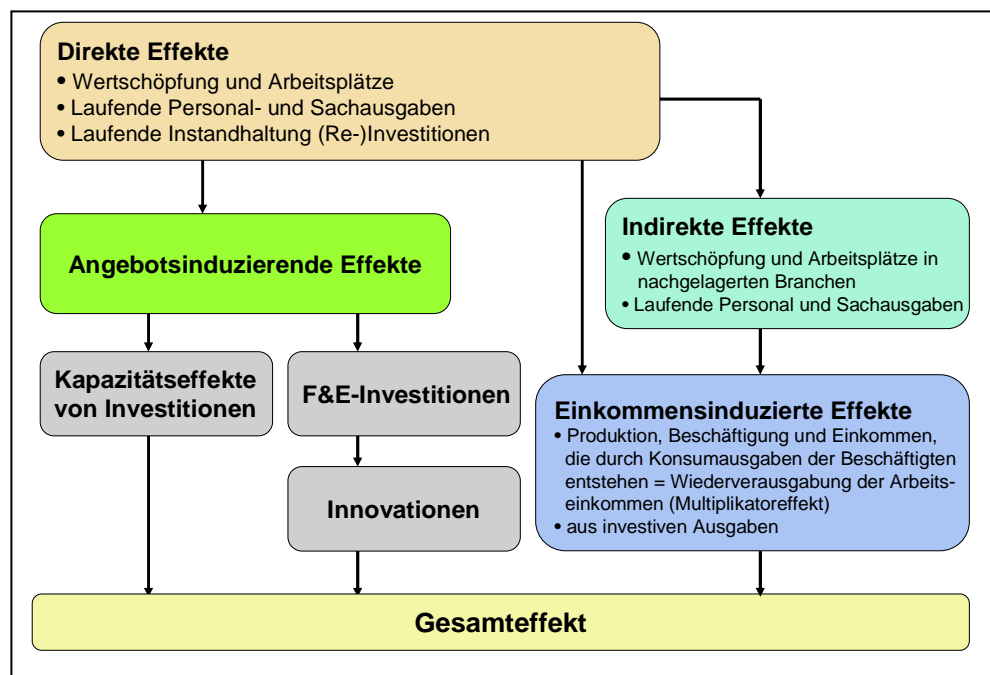 Direkte Effekte
• Wertschöpfung und Arbeitsplätze
• Laufende Personal- und Sachausgaben
• Laufende Instandhaltung (Re-)Investitionen
Angebotsinduzierende Effekte
Indirekte Effekte
• Wertschöpfung und Arbeitsplätze in
nachgelagerten Branchen
• Laufende Personal und Sachausgaben
Kapazitätseffekte
von Investitionen
F&E-Investitionen
Innovationen
Einkommensinduzierte Effekte
• Produktion, Beschäftigung und Einkommen,
die durch Konsumausgaben der Beschäftigten
entstehen = Wiederverausgabung der Arbeits-
einkommen (Multiplikatoreffekt)
• aus investiven Ausgaben
Gesamteffekt